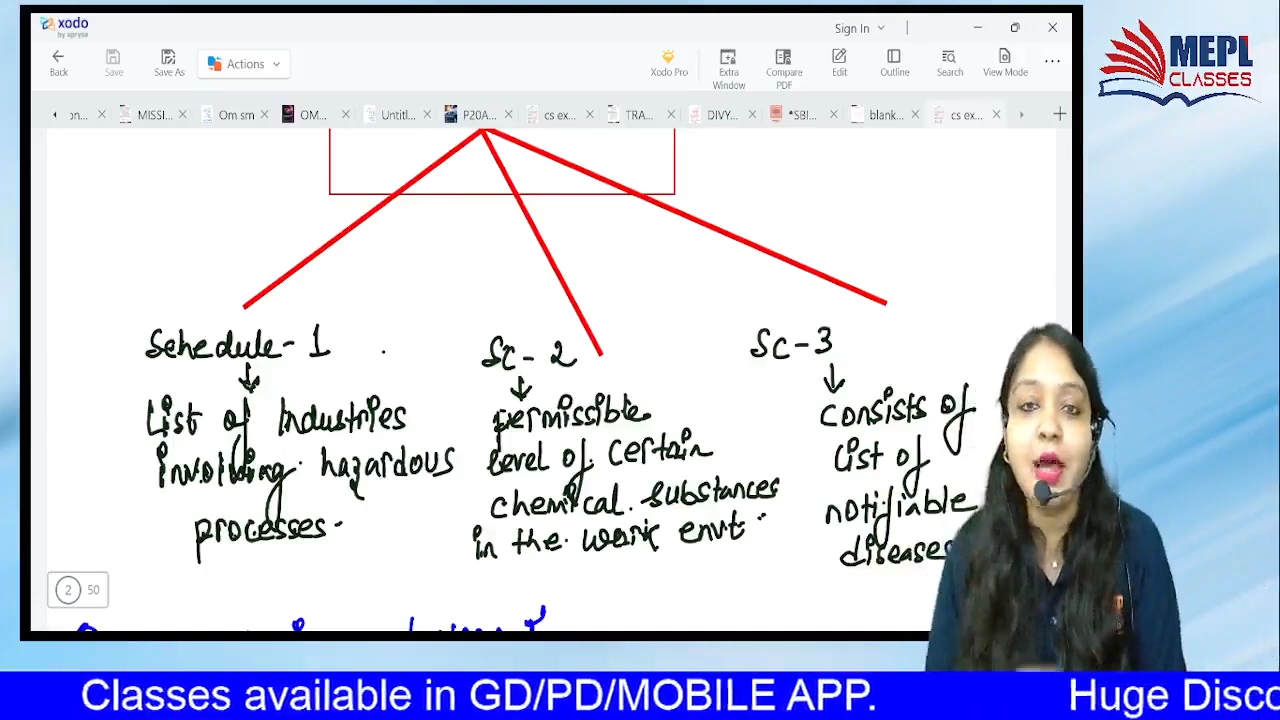 xodo
by apryse
Sign In
Back
Save
Save As
Actions
Xodo Pro
Extra Window
Compare PDF
Edit
Outline
Search
View Mode
MISSI
Om sm
OM...
Untitl...
P20A...
cs ex...
TRA...
DIVY...
*SBI...
blank...
cs ex...
MEPL
CLASSES
Schedule-1
List of Industries
involving hazardous
processes.
Sc-2
permissible
level of certain
chemical substances
in the work envt
Sc-3
consists of
List of
notifiable
diseases
2 50
Classes available in GD/PD/MOBILE APP.
Huge Disco